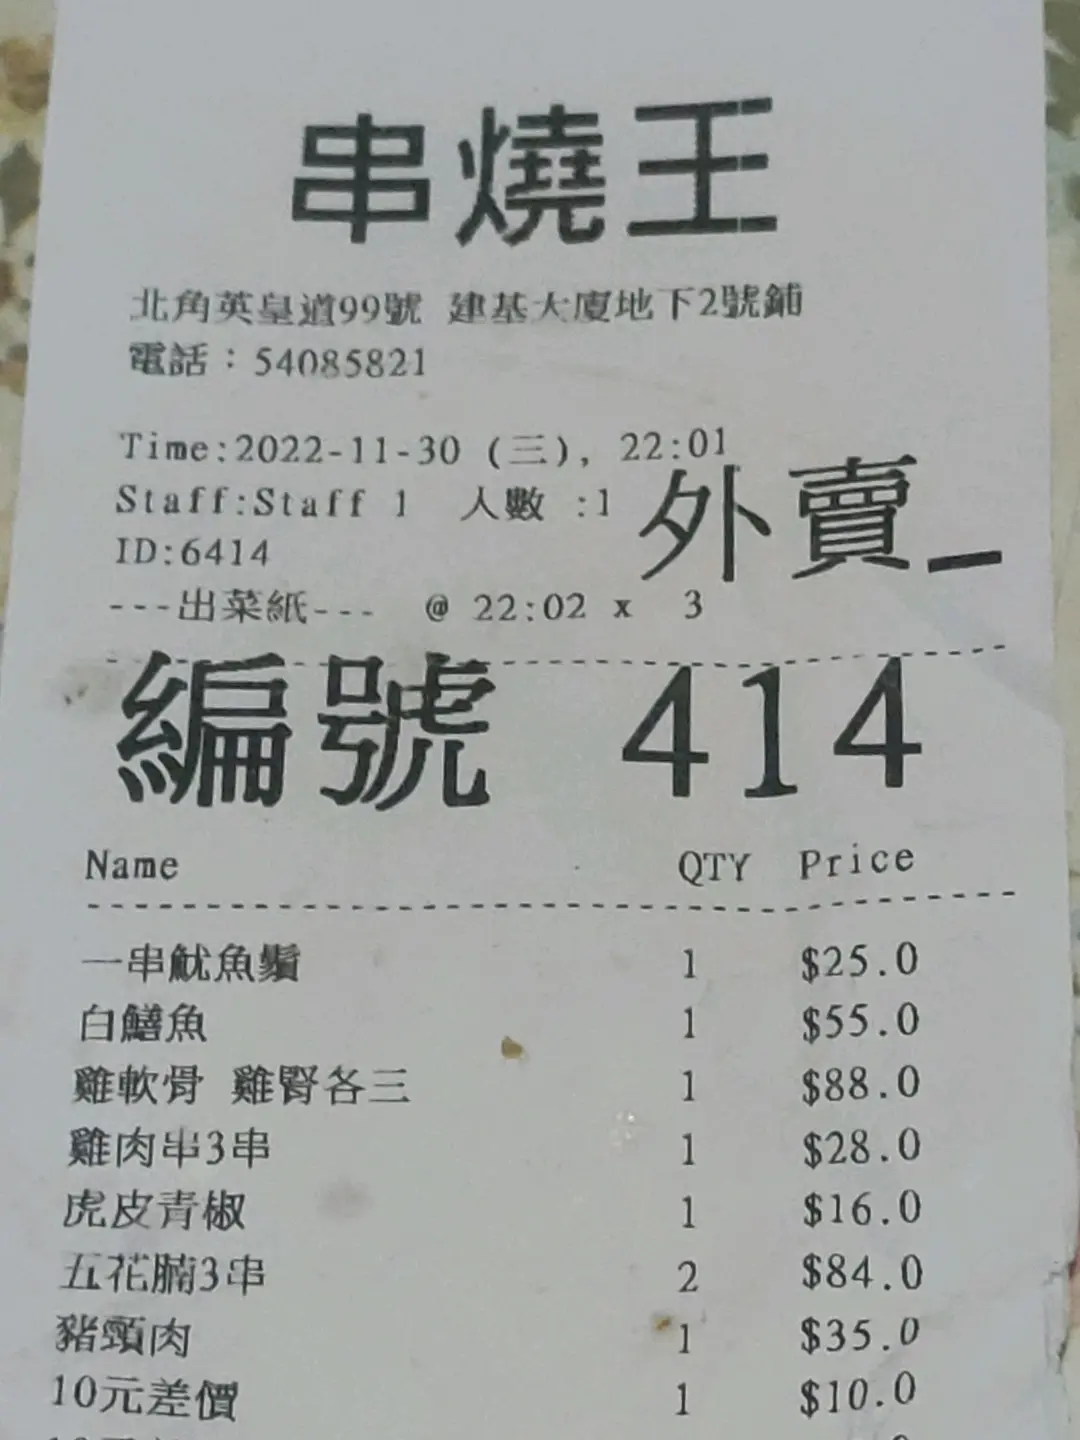 串燒王
北角英皇道99號 建基大廈地下2號鋪
電話：54085821
Time:2022-11-30 (三), 22:01
Staff:Staff 1 人數 :1 外賣_
ID:6414
---出菜紙--- @ 22:02 x 3
編號 414
Name QTY Price
一串魷魚鬚 1 $25.0
白鱔魚 1 $55.0
雞軟骨 雞腎各三 1 $88.0
雞肉串3串 1 $28.0
虎皮青椒 1 $16.0
五花腩3串 2 $84.0
豬頸肉 1 $35.0
10元差價 1 $10.0